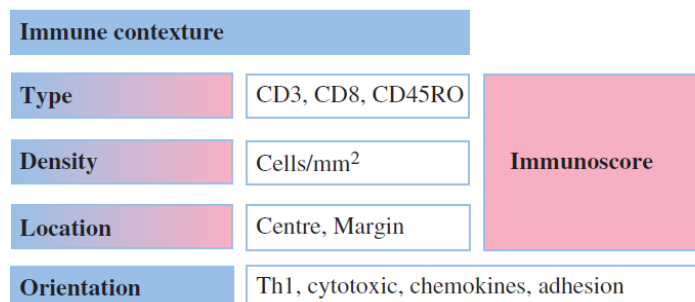 Immune contexture
Type
CD3, CD8, CD45RO
Density
Cells/mm²
Immunoscore
Location
Centre, Margin
Orientation
Th1, cytotoxic, chemokines, adhesion